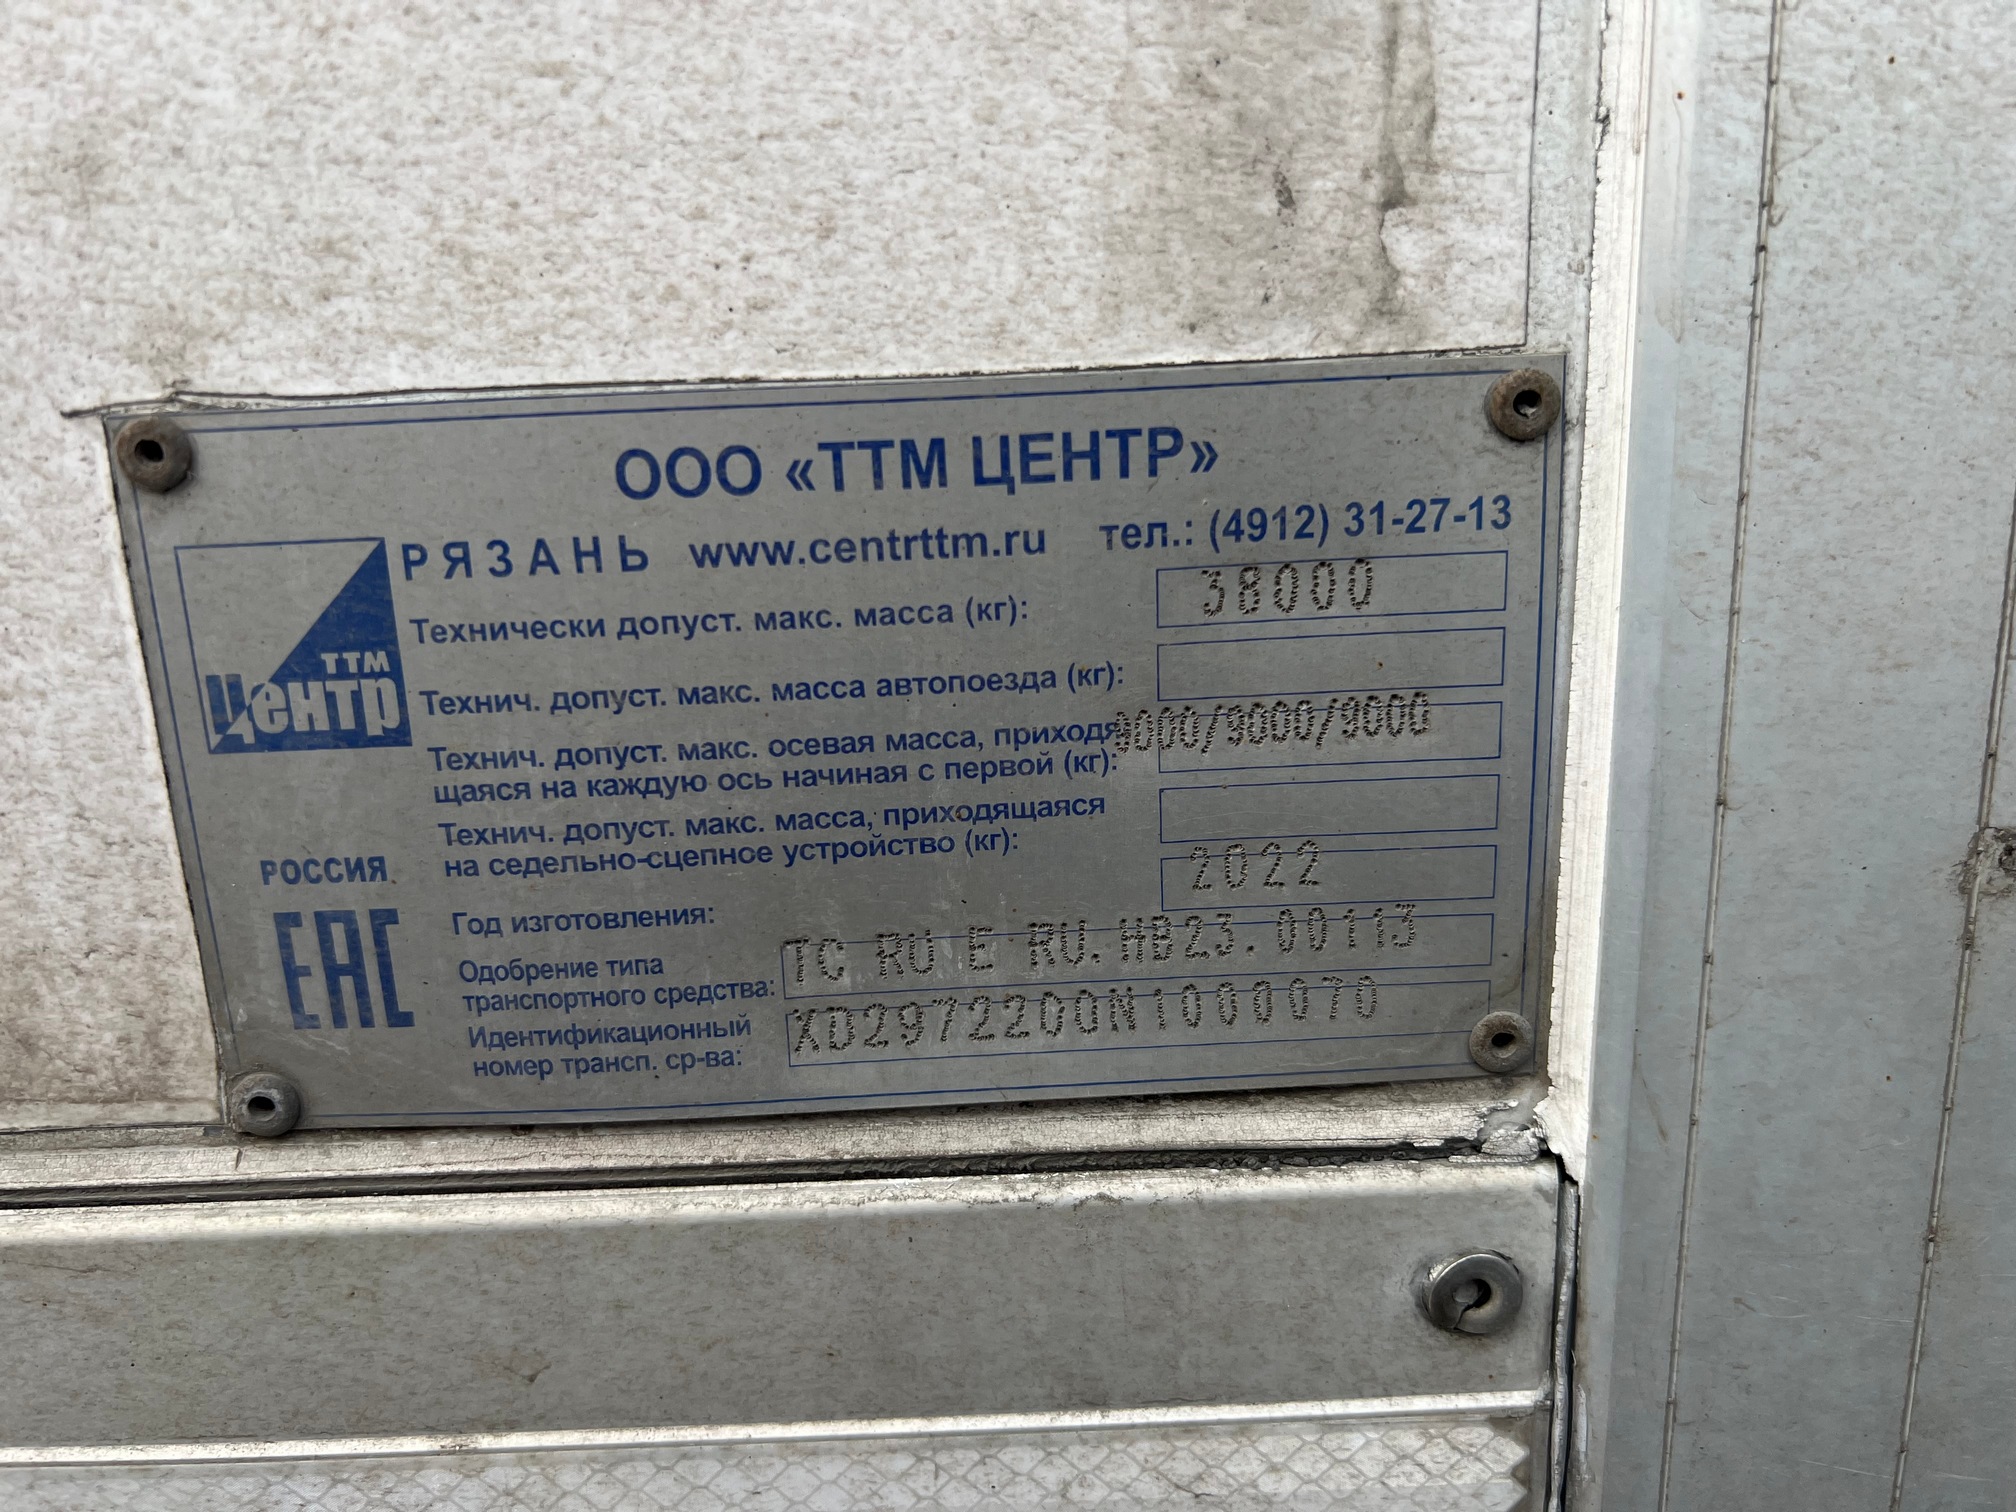 ООО «ТТМ ЦЕНТР»
РЯЗАНЬ www.centrttm.ru тел.: (4912) 31-27-13
ТТМ
Центр
Технически допуст. макс. масса (кг): 38000
Технич. допуст. макс. масса автопоезда (кг):
Технич. допуст. макс. осевая масса, приходя 9000/9000/9000
щаяся на каждую ось начиная с первой (кг):
Технич. допуст. макс. масса, приходящаяся
на седельно-сцепное устройство (кг):
РОССИЯ
EAC
Год изготовления: 2022
Одобрение типа
транспортного средства: ТС RU Е RU.НВ23.00113
Идентификационный
номер трансп. ср-ва: XD29722D0N1000070